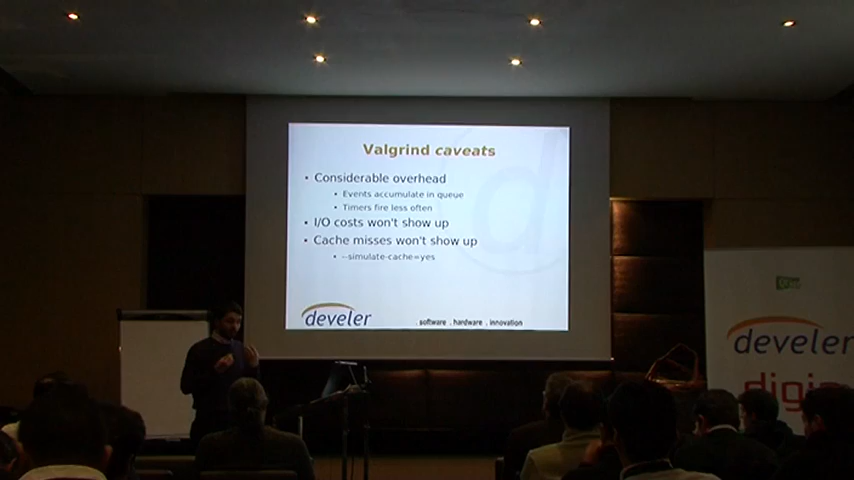 Valgrind caveats
• Considerable overhead
• Events accumulate in queue
• Timers fire less often
• I/O costs won't show up
• Cache misses won't show up
• --simulate-cache=yes
develer
. software . hardware . innovation
develer
digia